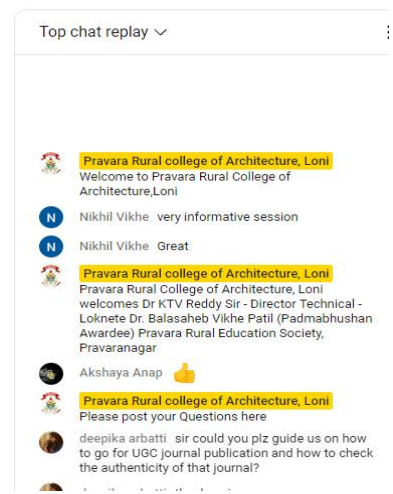 Top chat replay
Pravara Rural college of Architecture, Loni
Welcome to Pravara Rural College of
Architecture,Loni
N Nikhil Vikhe very informative session
N Nikhil Vikhe Great
Pravara Rural college of Architecture, Loni
Pravara Rural College of Architecture, Loni
welcomes Dr KTV Reddy Sir - Director Technical -
Loknete Dr. Balasaheb Vikhe Patil (Padmabhushan
Awardee) Pravara Rural Education Society,
Pravaranagar
Akshaya Anap 👍
Pravara Rural college of Architecture, Loni
Please post your Questions here
deepika arbatti sir could you plz guide us on how
to go for UGC journal publication and how to check
the authenticity of that journal?